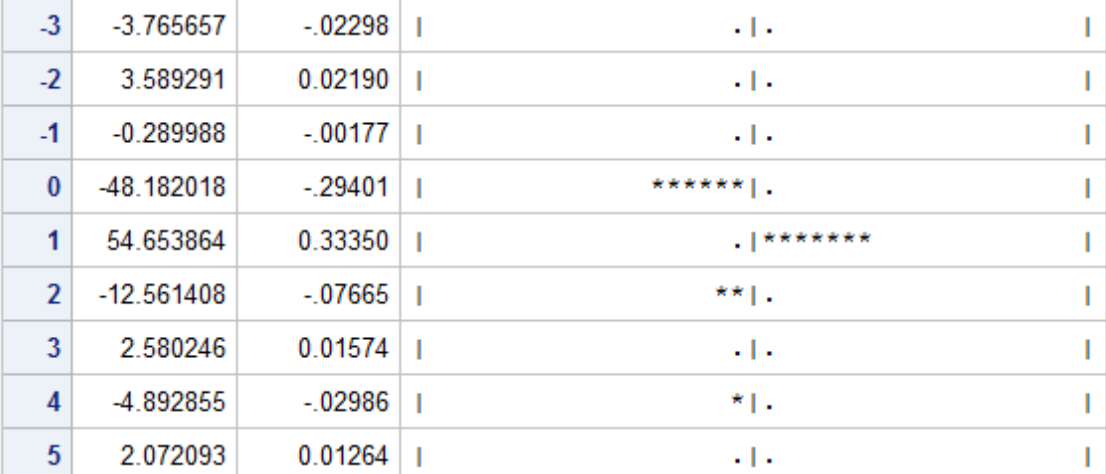 -3 -3.765657 -.02298 | .|. |
-2 3.589291 0.02190 | .|. |
-1 -0.289988 -.00177 | .|. |
0 -48.182018 -.29401 | ******|. |
1 54.653864 0.33350 | .|******* |
2 -12.561408 -.07665 | **|. |
3 2.580246 0.01574 | .|. |
4 -4.892855 -.02986 | *|. |
5 2.072093 0.01264 | .|. |